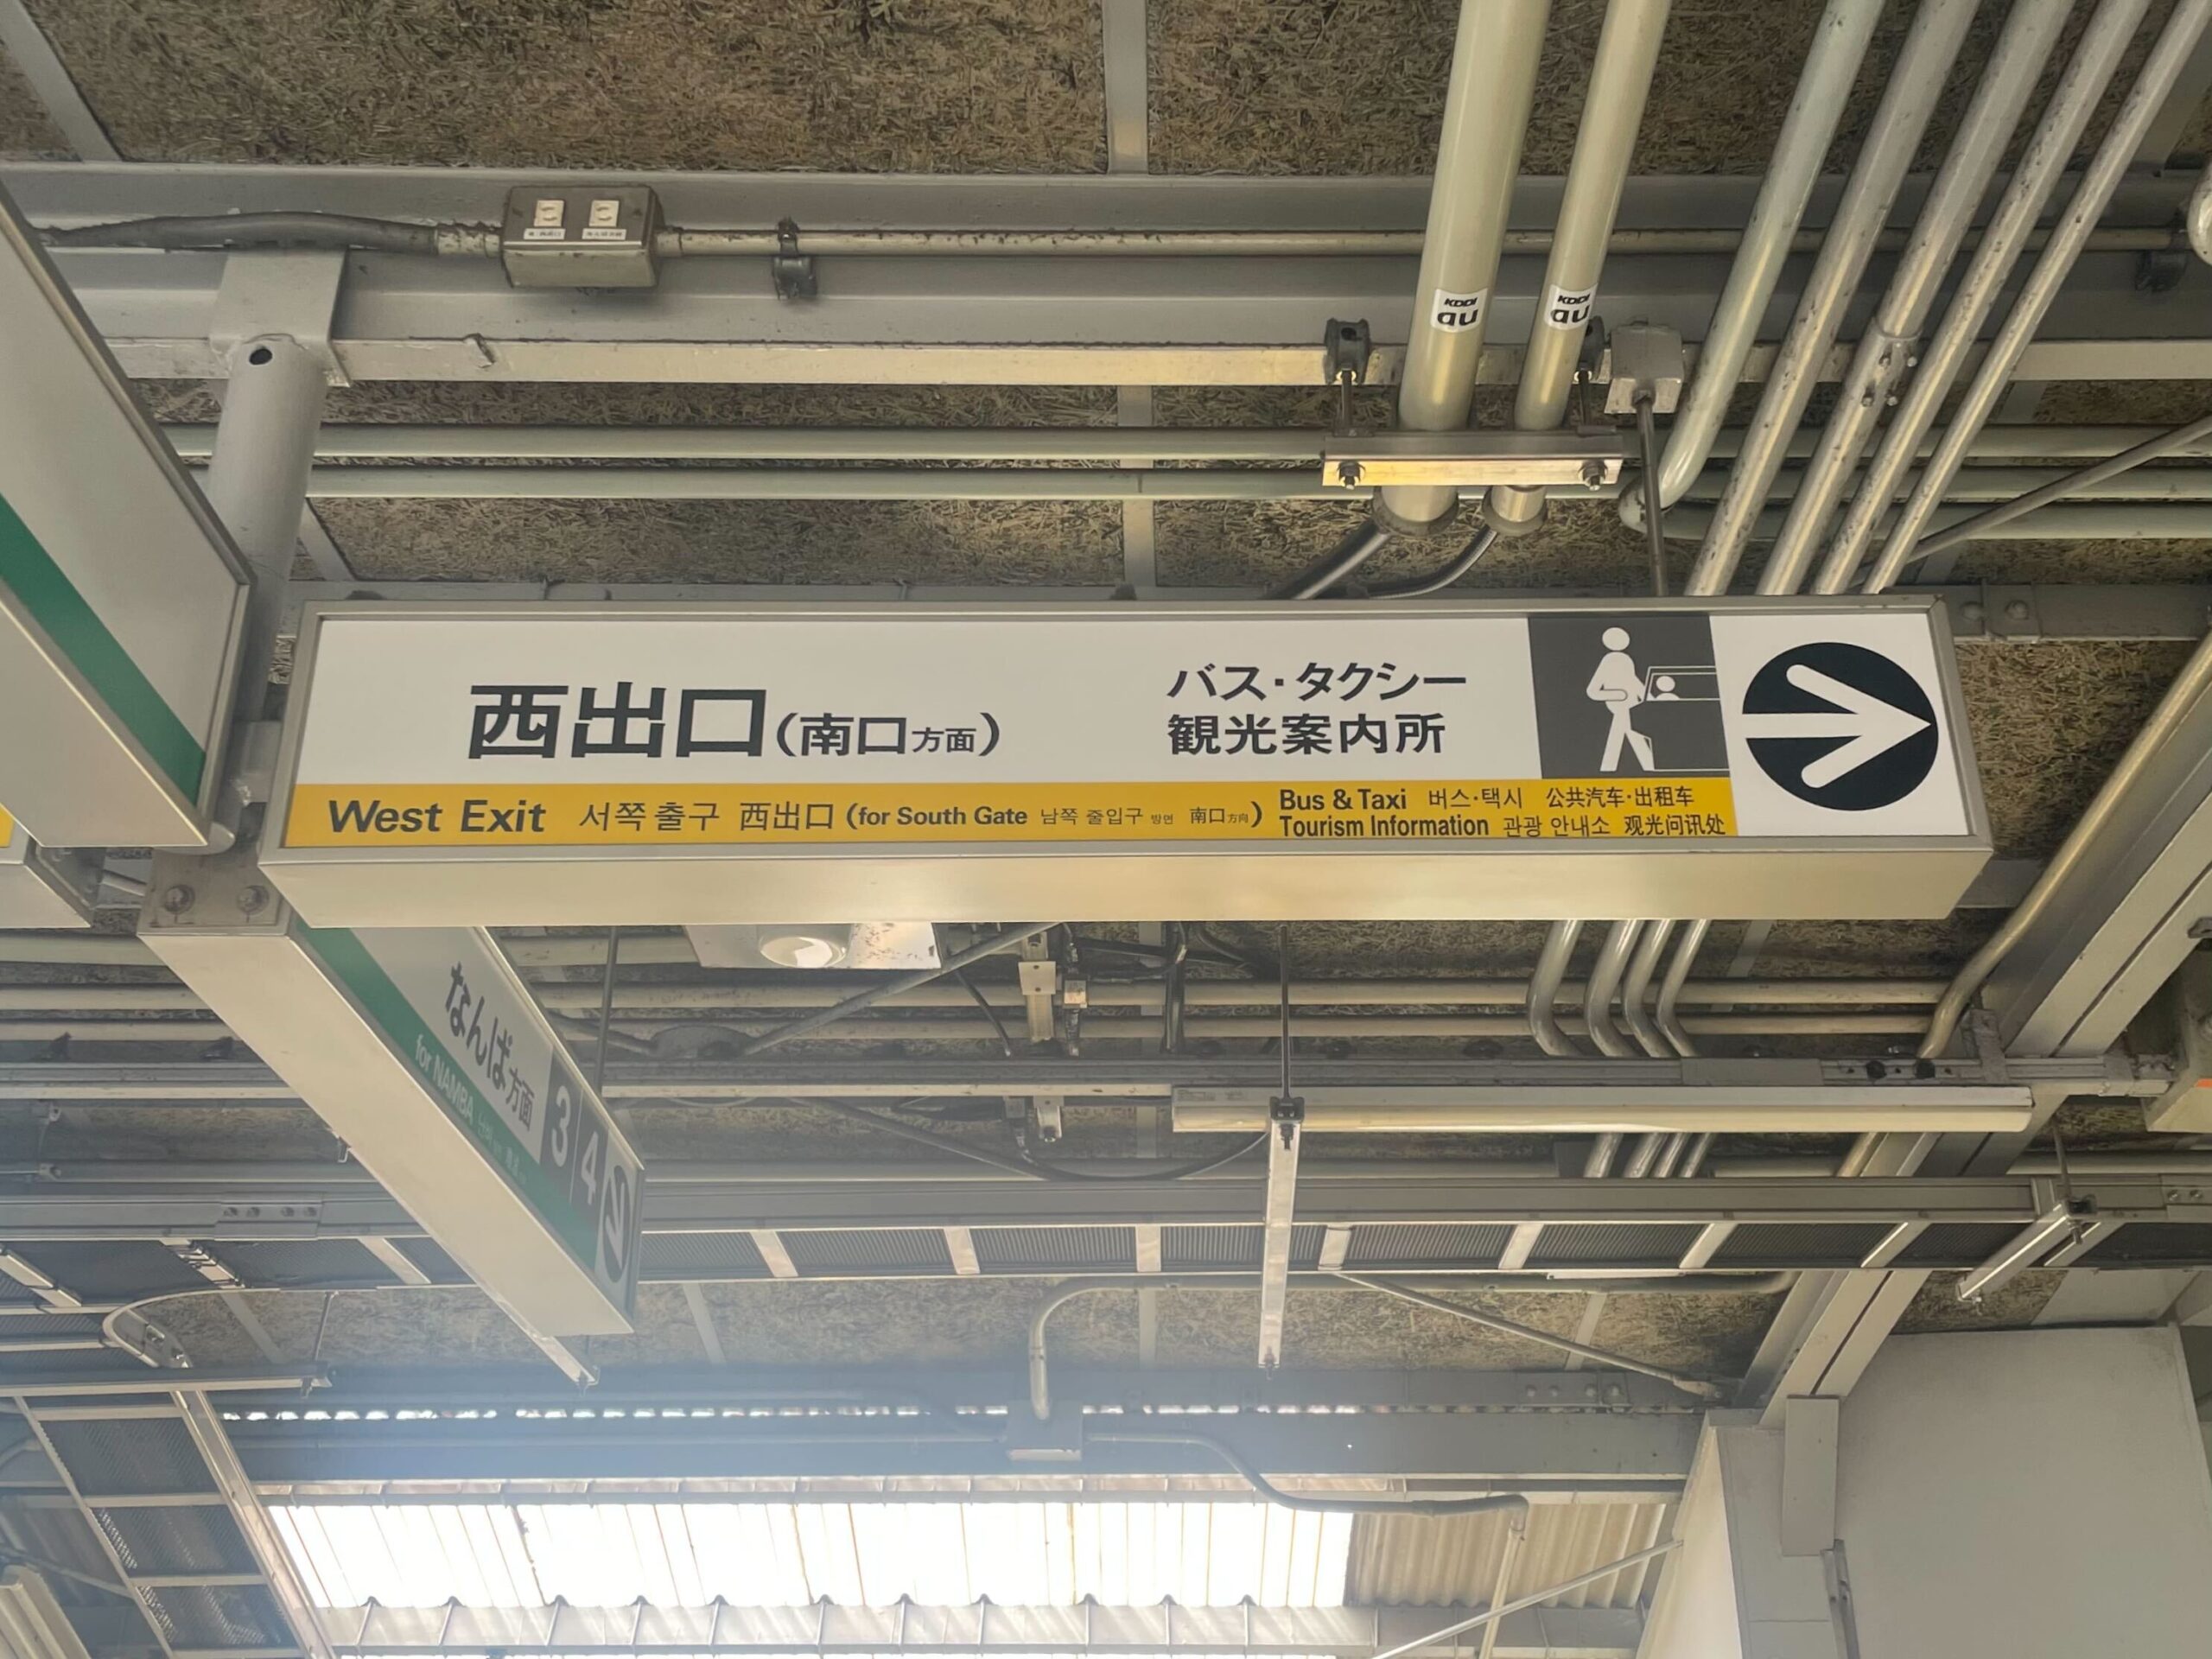 KDDI
au
KDDI
au
西出口(南口方面)
バス・タクシー
観光案内所
West Exit 서쪽 출구 西出口 (for South Gate 남쪽 출입구 방면 南口方向)
Bus & Taxi 버스·택시 公共汽车·出租车
Tourism Information 관광 안내소 观光问讯处
なんば方面
for NAMBA
3 4